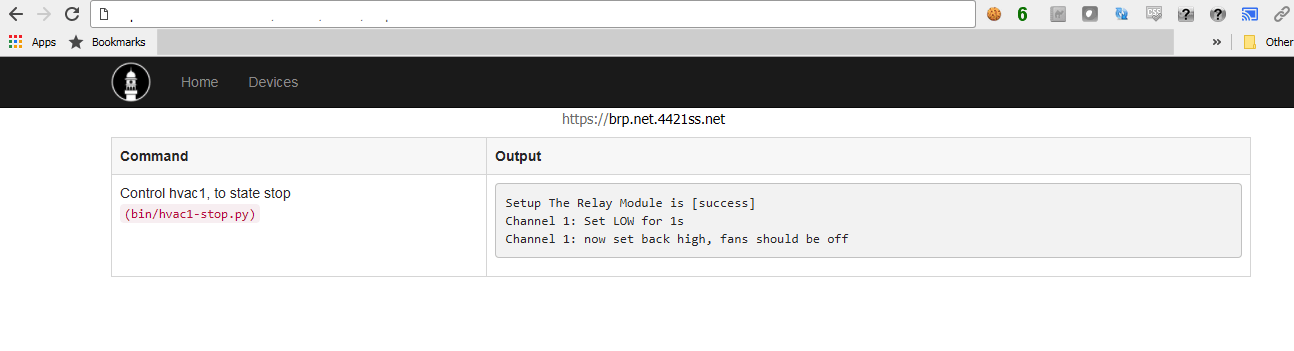 6
Apps
Bookmarks
»
Other
Home
Devices
https://brp.net.4421ss.net
Command
Output
Control hvac1, to state stop
(bin/hvac1-stop.py)
Setup The Relay Module is [success]
Channel 1: Set LOW for 1s
Channel 1: now set back high, fans should be off